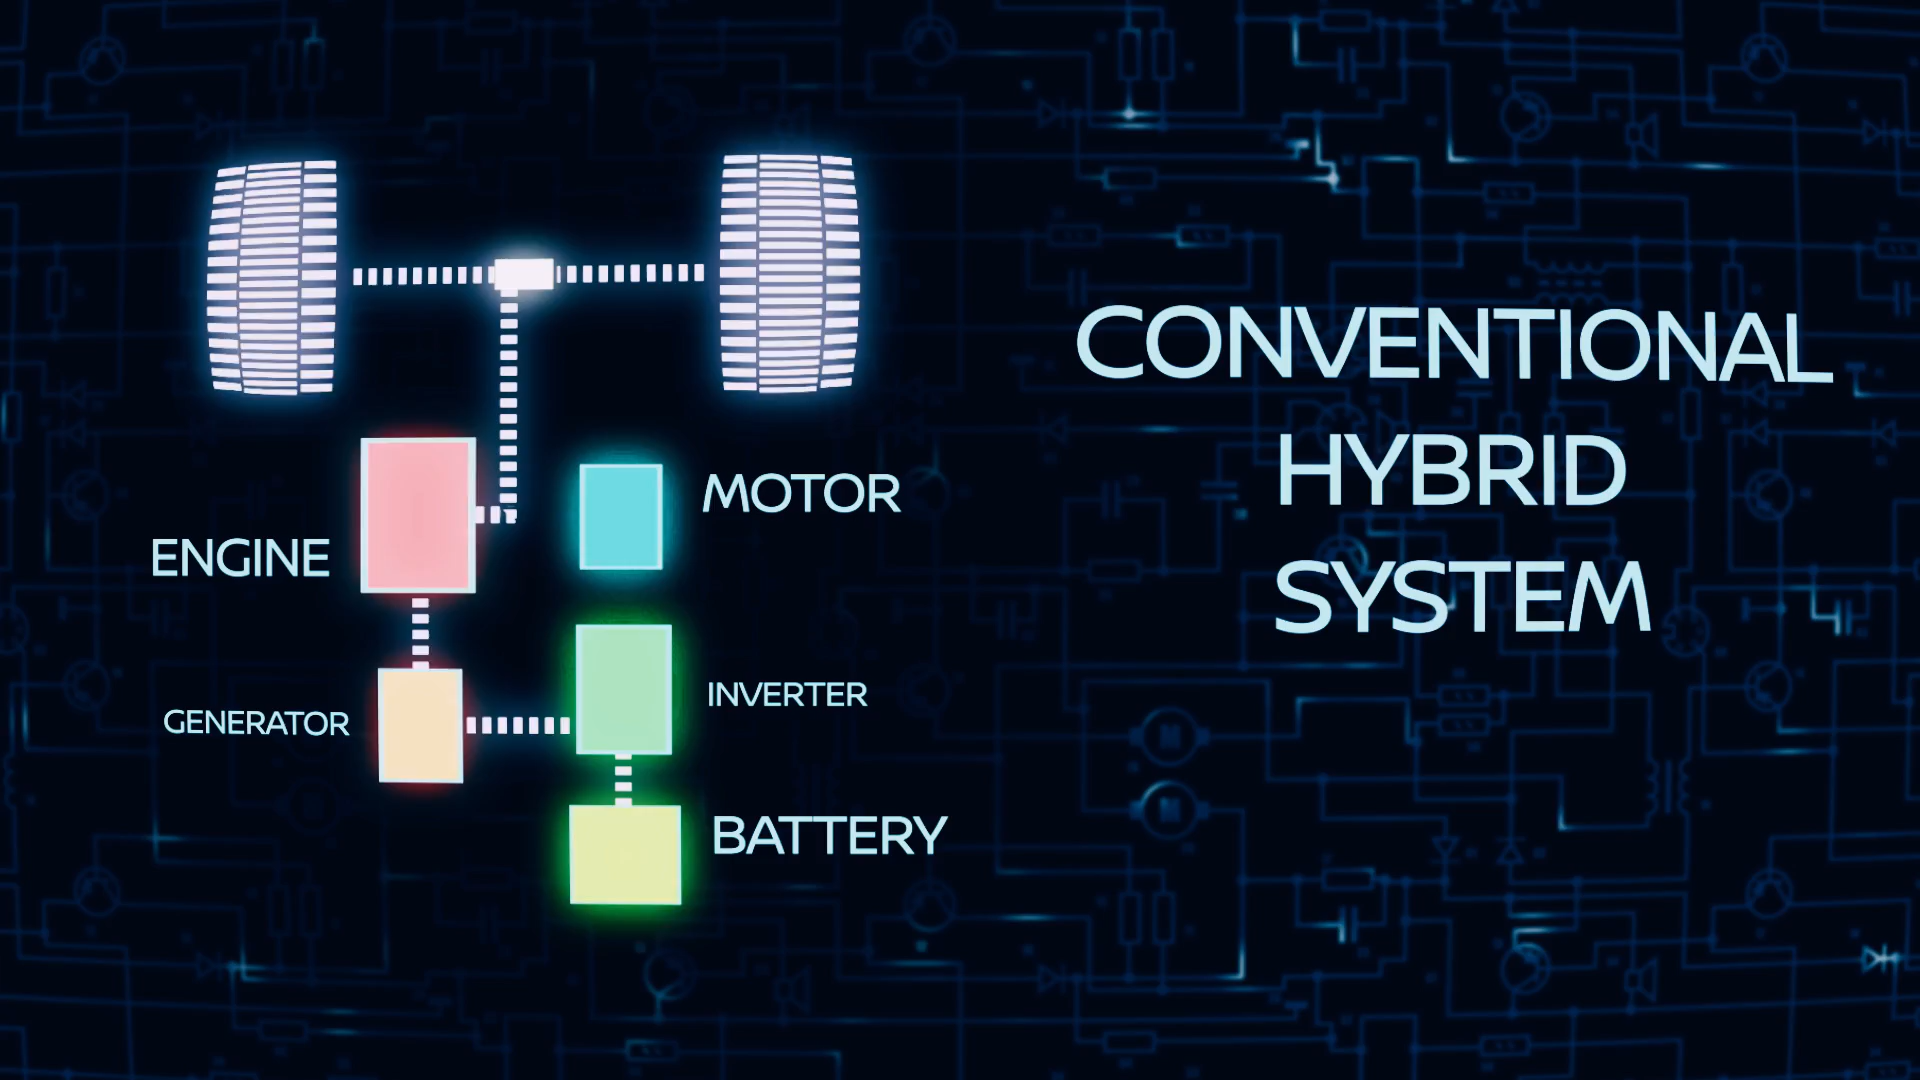 CONVENTIONAL
HYBRID
SYSTEM
MOTOR
ENGINE
INVERTER
GENERATOR
BATTERY